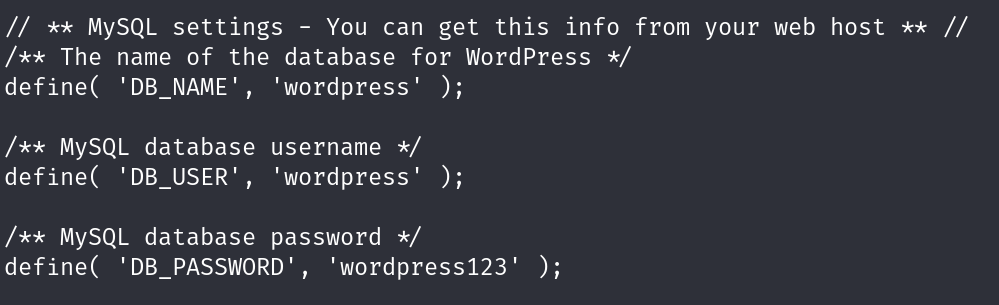 // ** MySQL settings - You can get this info from your web host ** //
/** The name of the database for WordPress */
define( 'DB_NAME', 'wordpress' );
/** MySQL database username */
define( 'DB_USER', 'wordpress' );
/** MySQL database password */
define( 'DB_PASSWORD', 'wordpress123' );